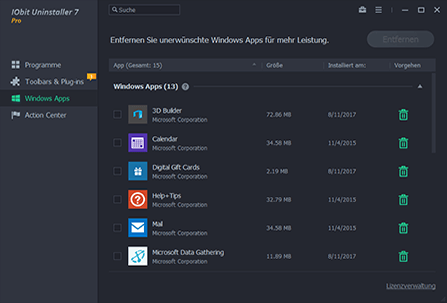 IObit Uninstaller 7
Pro
Suche
Entfernen Sie unerwünschte Windows Apps für mehr Leistung.
Entfernen
Programme
Toolbars & Plug-ins
Windows Apps
Action Center
App (Gesamt: 15) Größe Installiert am: Vorgehen
Windows Apps (13)
3D Builder
Microsoft Corporation
72.86 MB 8/11/2017
Calendar
Microsoft Corporation
34.58 MB 11/4/2015
Digital Gift Cards
Microsoft Corporation
2.19 MB 8/11/2017
Help+Tips
Microsoft Corporation
32.79 MB 11/4/2015
Mail
Microsoft Corporation
34.58 MB 11/4/2015
Microsoft Data Gathering
Microsoft Corporation
11.89 MB 8/11/2017
Lizenzverwaltung